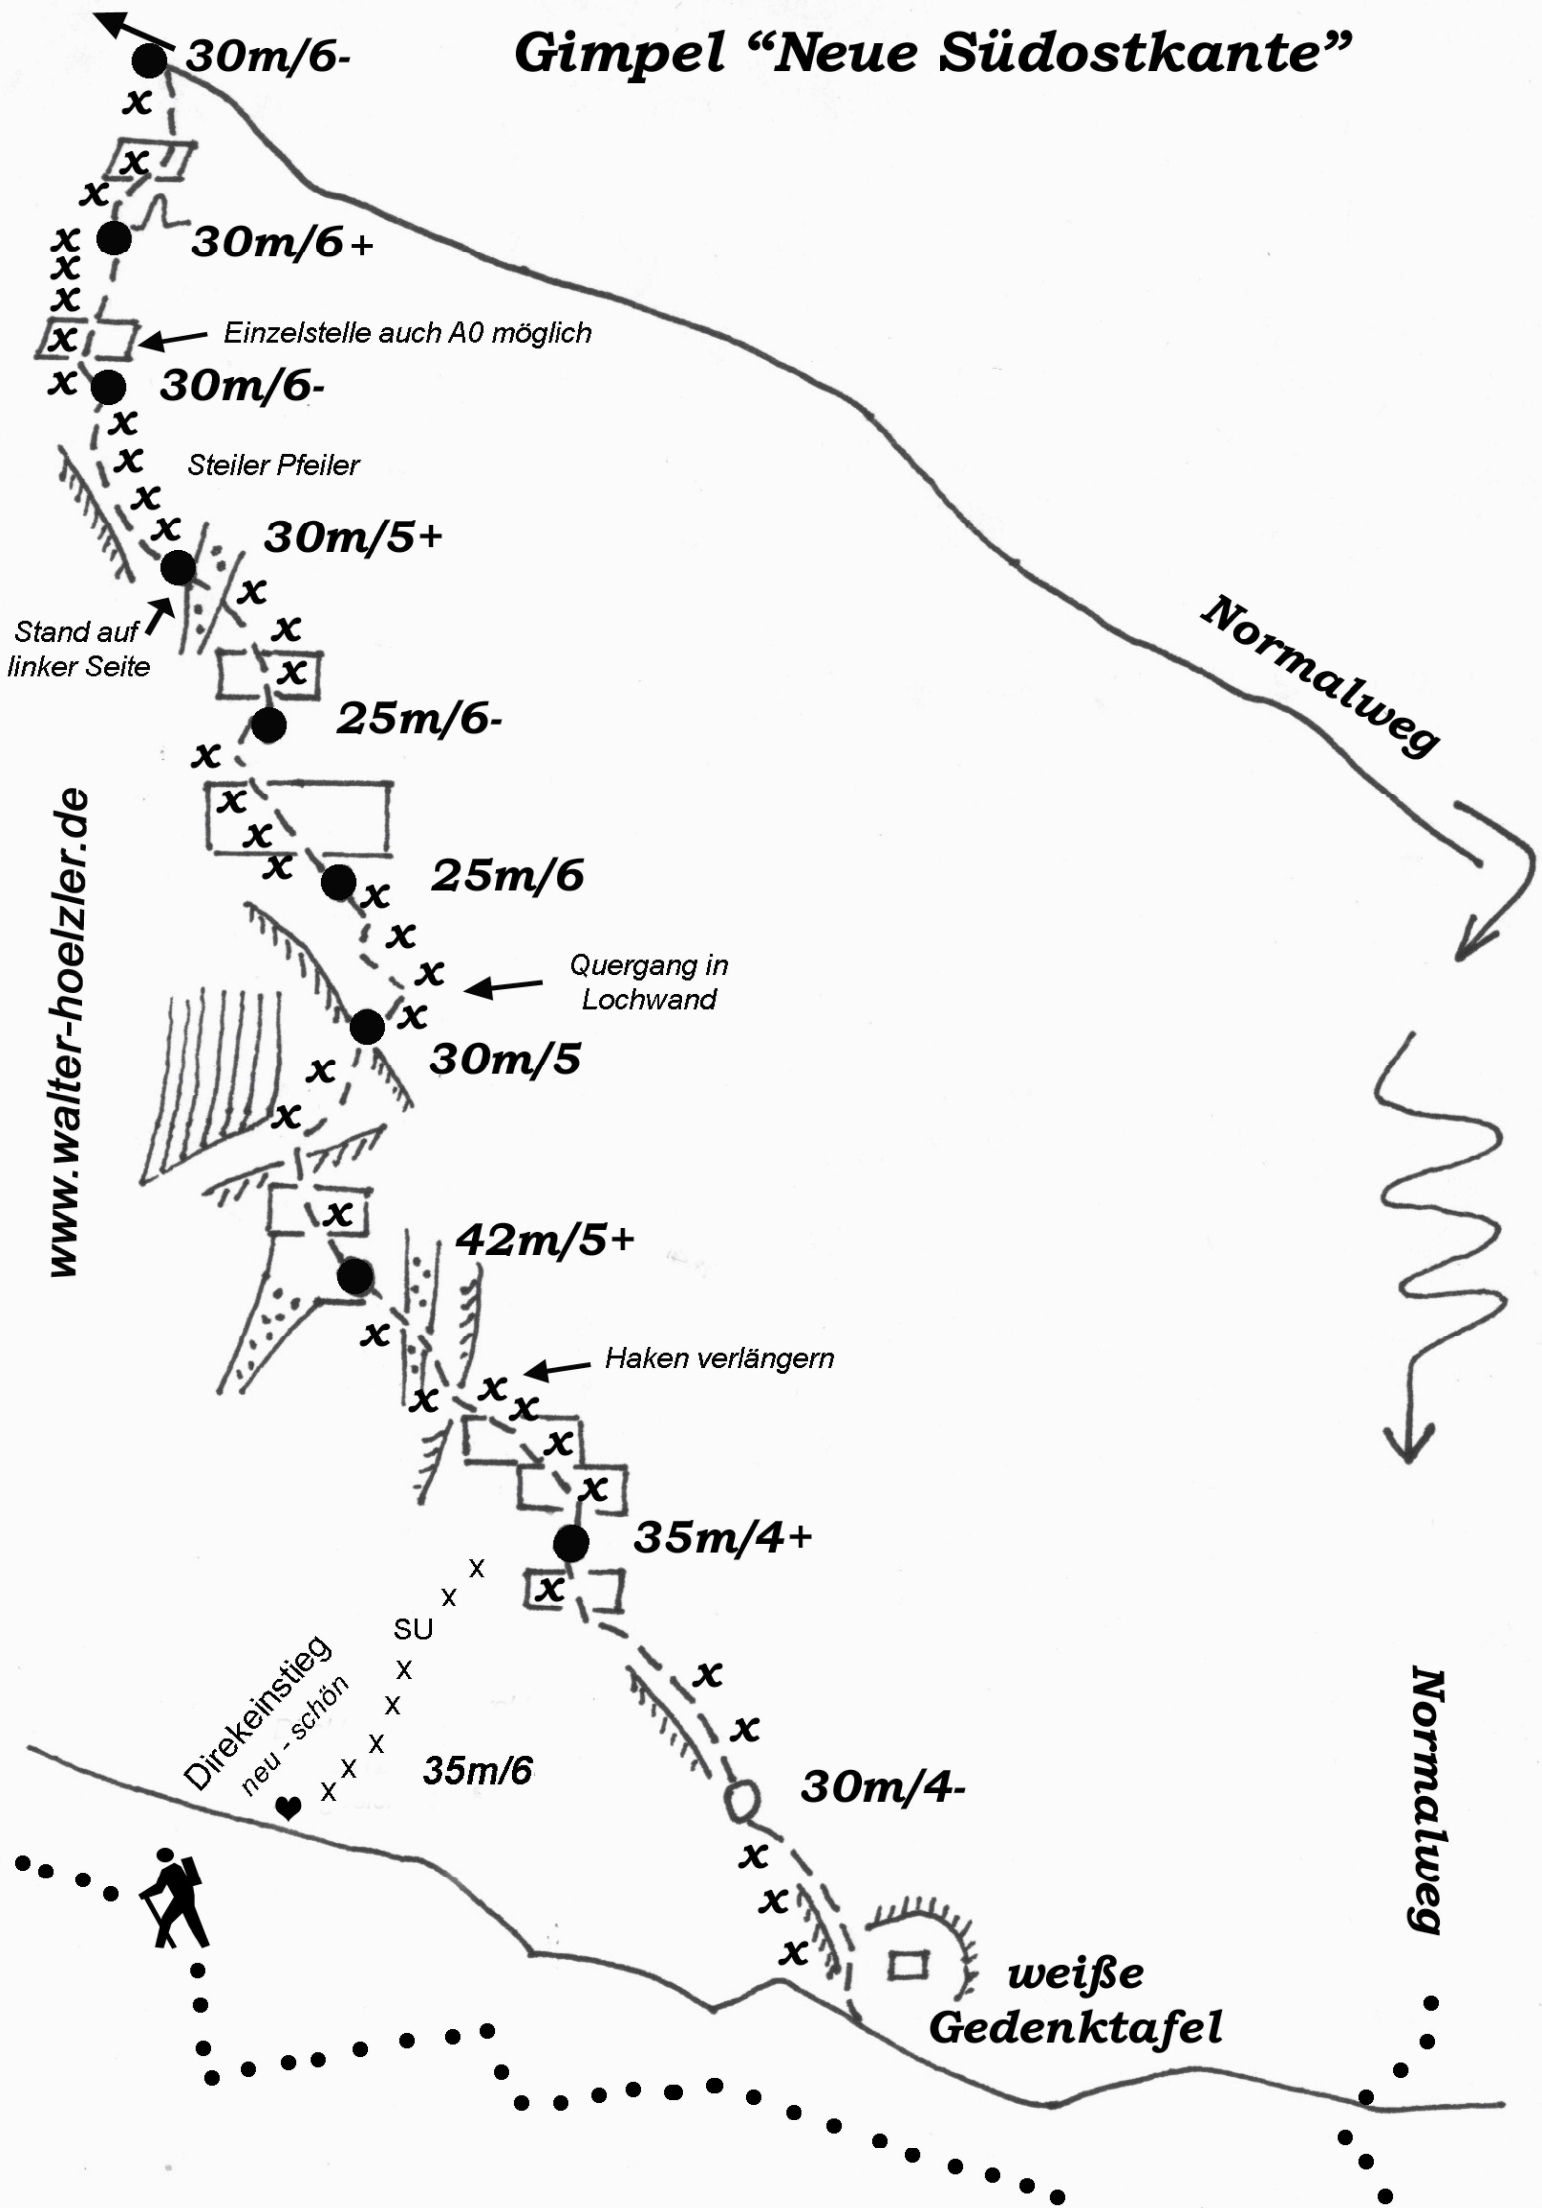 Gimpel “Neue Südostkante”
30m/6-
x
x
x
30m/6+
x
x
x
Einzelstelle auch A0 möglich
x
x
30m/6-
x
x
Steiler Pfeiler
x
x
30m/5+
x
Stand auf
linker Seite
x
x
25m/6-
x
x
x
x
25m/6
x
x
x
Quergang in
Lochwand
x
30m/5
x
x
x
42m/5+
x
Haken verlängern
x
x
x
x
x
35m/4+
x
x
x
SU
x
x
x
x
x
Direkeinstieg
neu - schön
35m/6
x
x
30m/4-
x
x
x
weiße
Gedenktafel
Normalweg
Normalweg
www.walter-hoelzler.de